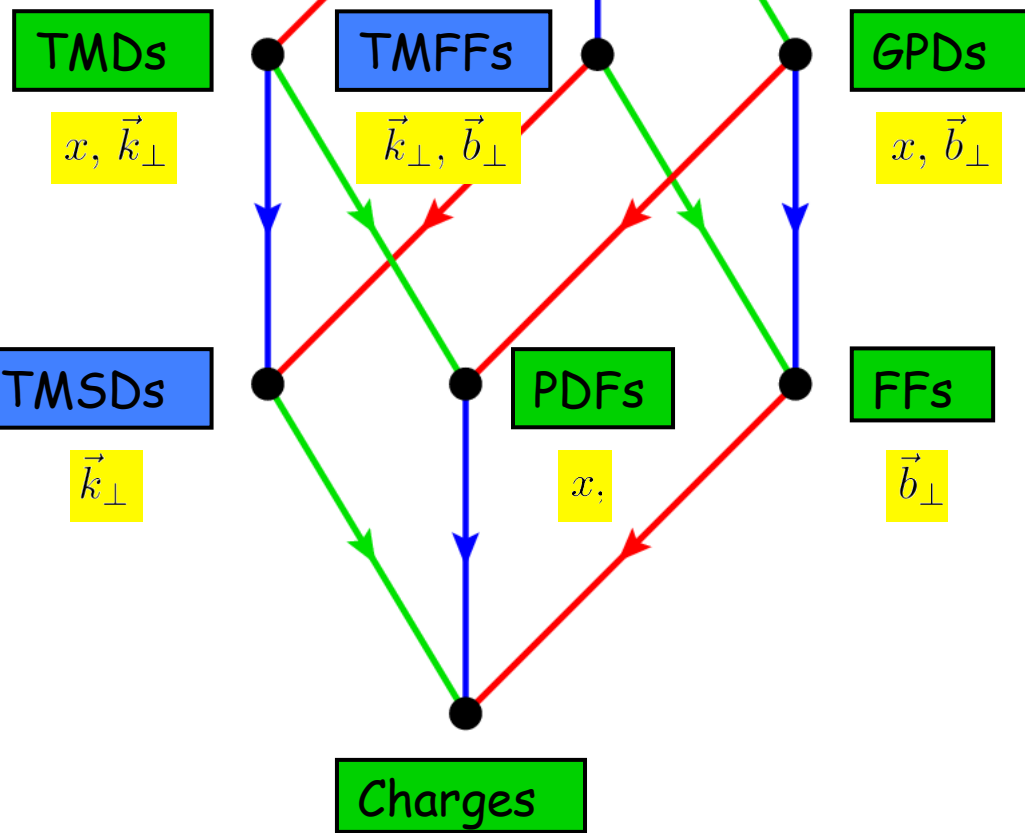 TMDs
TMFFs
GPDs
x, k⃗⊥
k⃗⊥, b⃗⊥
x, b⃗⊥
TMSDs
PDFs
FFs
k⃗⊥
x,
b⃗⊥
Charges